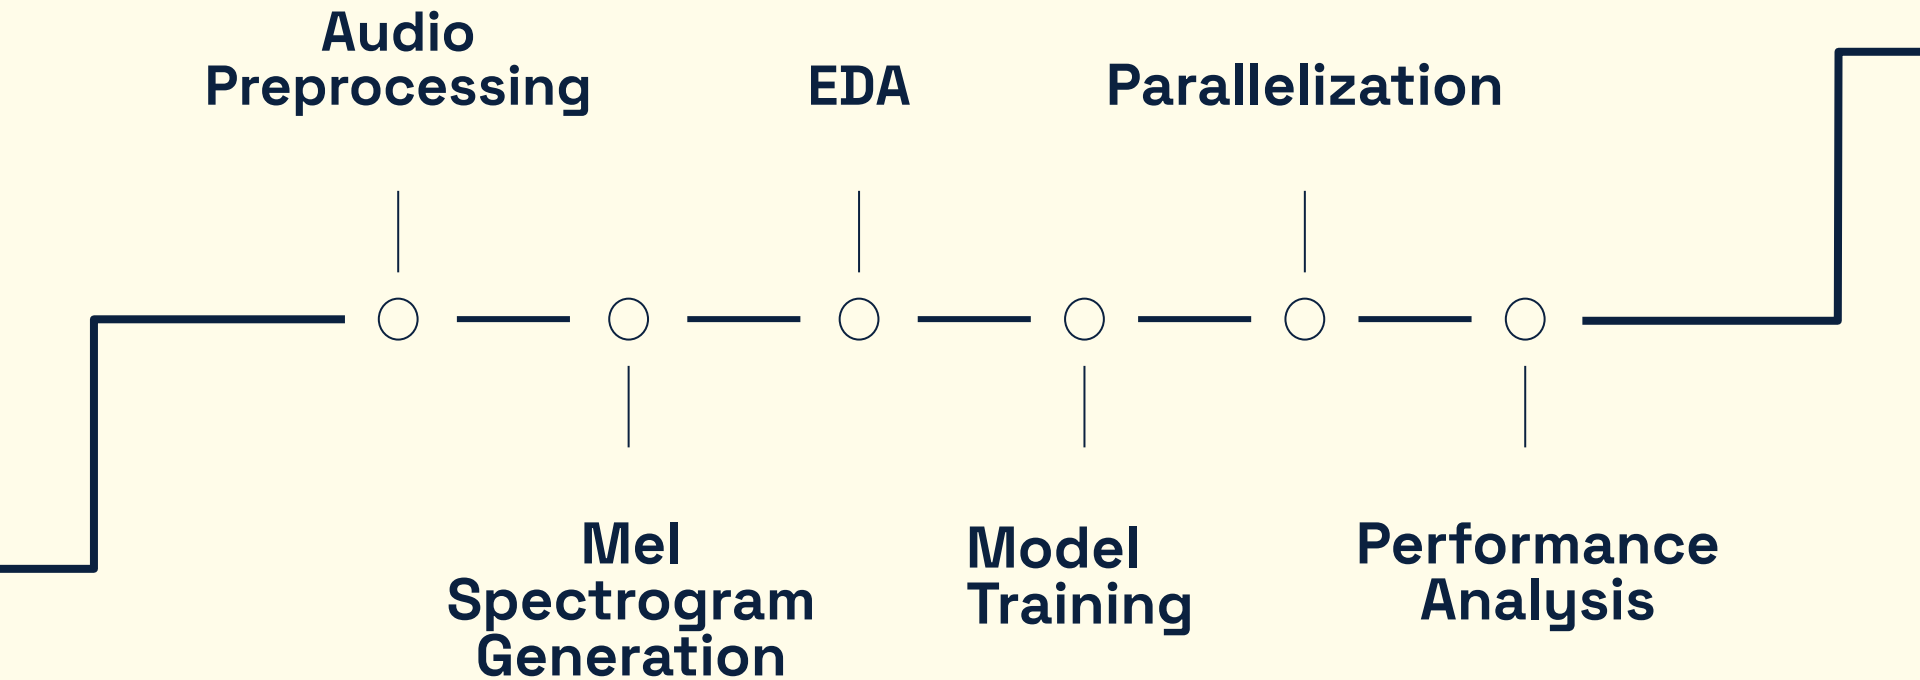 Audio
Preprocessing
EDA
Parallelization
Mel
Spectrogram
Generation
Model
Training
Performance
Analysis